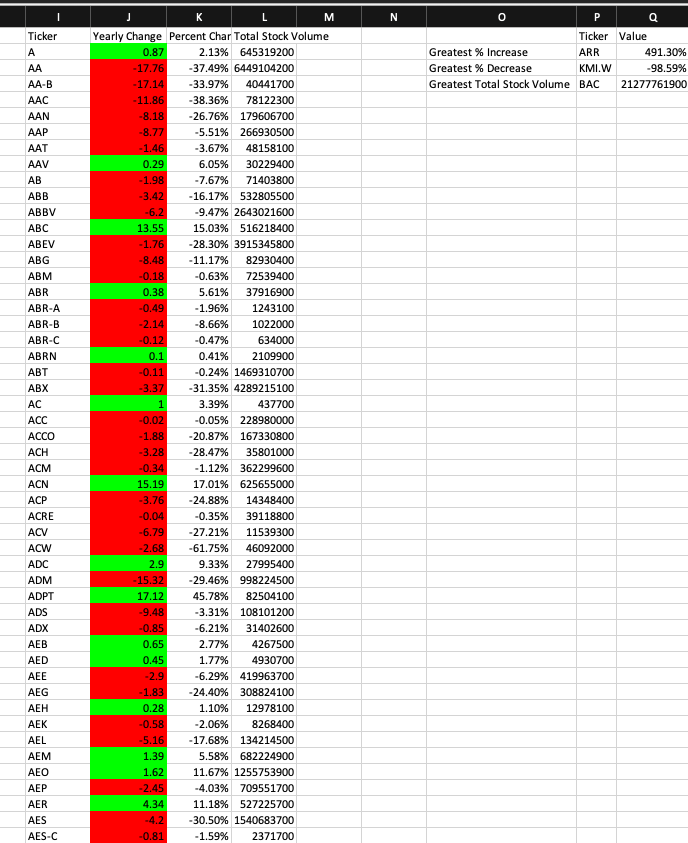 I J K L M N O P Q
Ticker Yearly Change Percent Char Total Stock Volume Ticker Value
A 0.87 2.13% 645319200 Greatest % Increase ARR 491.30%
AA -17.76 -37.49% 6449104200 Greatest % Decrease KMI.W -98.59%
AA-B -17.14 -33.97% 40441700 Greatest Total Stock Volume BAC 21277761900
AAC -11.86 -38.36% 78122300
AAN -8.18 -26.76% 179606700
AAP -8.77 -5.51% 266930500
AAT -1.46 -3.67% 48158100
AAV 0.29 6.05% 30229400
AB -1.98 -7.67% 71403800
ABB -3.42 -16.17% 532805500
ABBV -6.2 -9.47% 2643021600
ABC 13.55 15.03% 516218400
ABEV -1.76 -28.30% 3915345800
ABG -8.48 -11.17% 82930400
ABM -0.18 -0.63% 72539400
ABR 0.38 5.61% 37916900
ABR-A -0.49 -1.96% 1243100
ABR-B -2.14 -8.66% 1022000
ABR-C -0.12 -0.47% 634000
ABRN 0.1 0.41% 2109900
ABT -0.11 -0.24% 1469310700
ABX -3.37 -31.35% 4289215100
AC 1 3.39% 437700
ACC -0.02 -0.05% 228980000
ACCO -1.88 -20.87% 167330800
ACH -3.28 -28.47% 35801000
ACM -0.34 -1.12% 362299600
ACN 15.19 17.01% 625655000
ACP -3.76 -24.88% 14348400
ACRE -0.04 -0.35% 39118800
ACV -6.79 -27.21% 11539300
ACW -2.68 -61.75% 46092000
ADC 2.9 9.33% 27995400
ADM -15.32 -29.46% 998224500
ADPT 17.12 45.78% 82504100
ADS -9.48 -3.31% 108101200
ADX -0.85 -6.21% 31402600
AEB 0.65 2.77% 4267500
AED 0.45 1.77% 4930700
AEE -2.9 -6.29% 419963700
AEG -1.83 -24.40% 308824100
AEH 0.28 1.10% 12978100
AEK -0.58 -2.06% 8268400
AEL -5.16 -17.68% 134214500
AEM 1.39 5.58% 682224900
AEO 1.62 11.67% 1255753900
AEP -2.45 -4.03% 709551700
AER 4.34 11.18% 527225700
AES -4.2 -30.50% 1540683700
AES-C -0.81 -1.59% 2371700